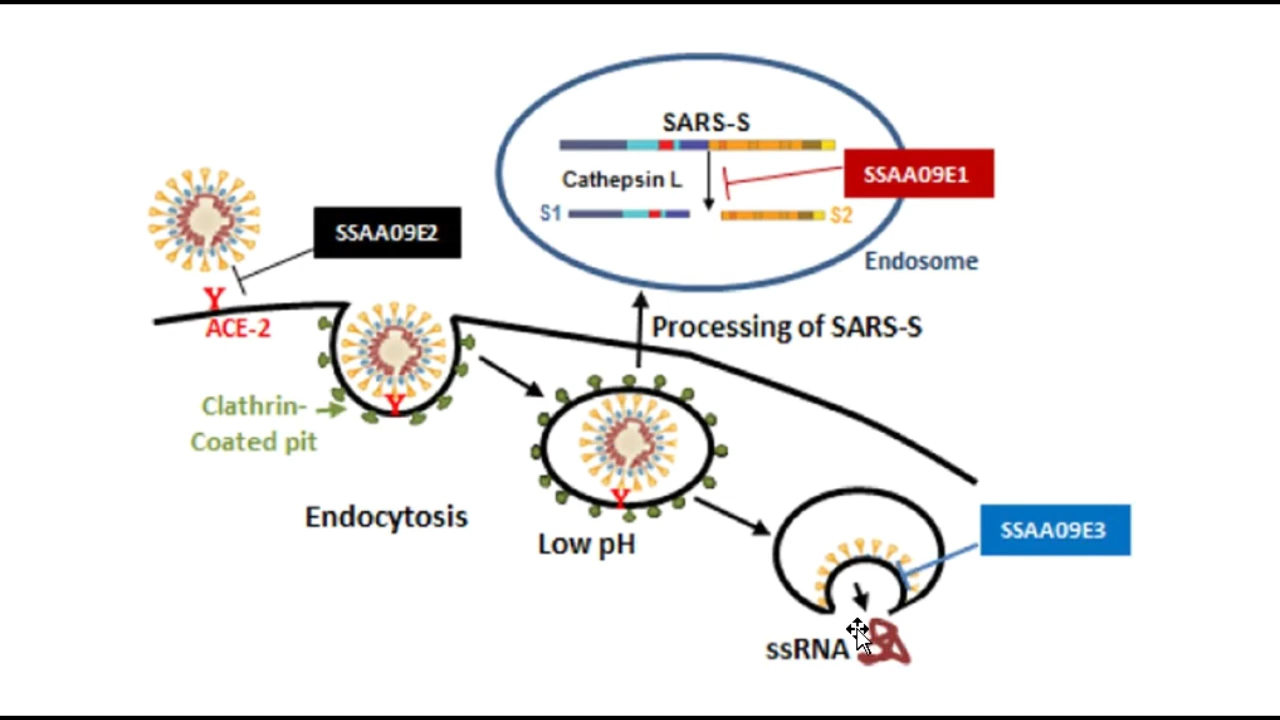 SARS-S
Cathepsin L
SSAA09E1
S1
S2
Endosome
SSAA09E2
ACE-2
Processing of SARS-S
Clathrin-
Coated pit
Endocytosis
Low pH
SSAA09E3
ssRNA